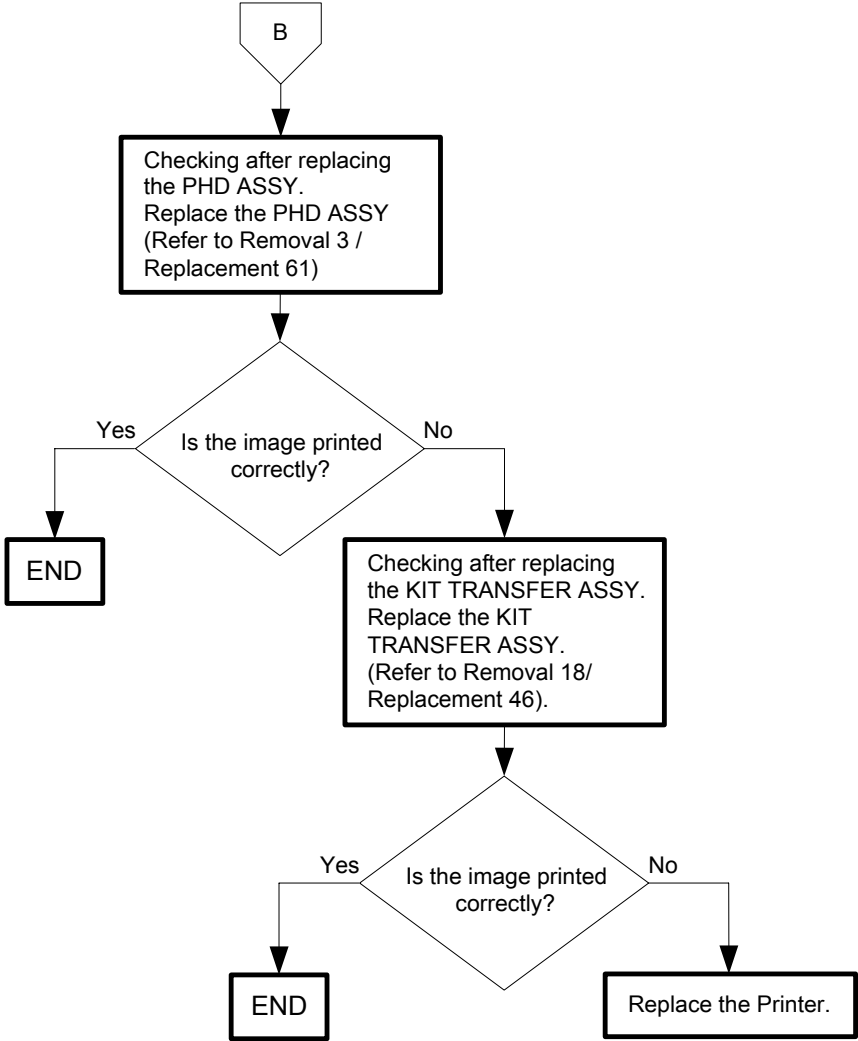 B
Checking after replacing
the PHD ASSY.
Replace the PHD ASSY
(Refer to Removal 3 /
Replacement 61)
Yes
Is the image printed
correctly?
No
END
Checking after replacing
the KIT TRANSFER ASSY.
Replace the KIT
TRANSFER ASSY.
(Refer to Removal 18/
Replacement 46).
Yes
Is the image printed
correctly?
No
END
Replace the Printer.